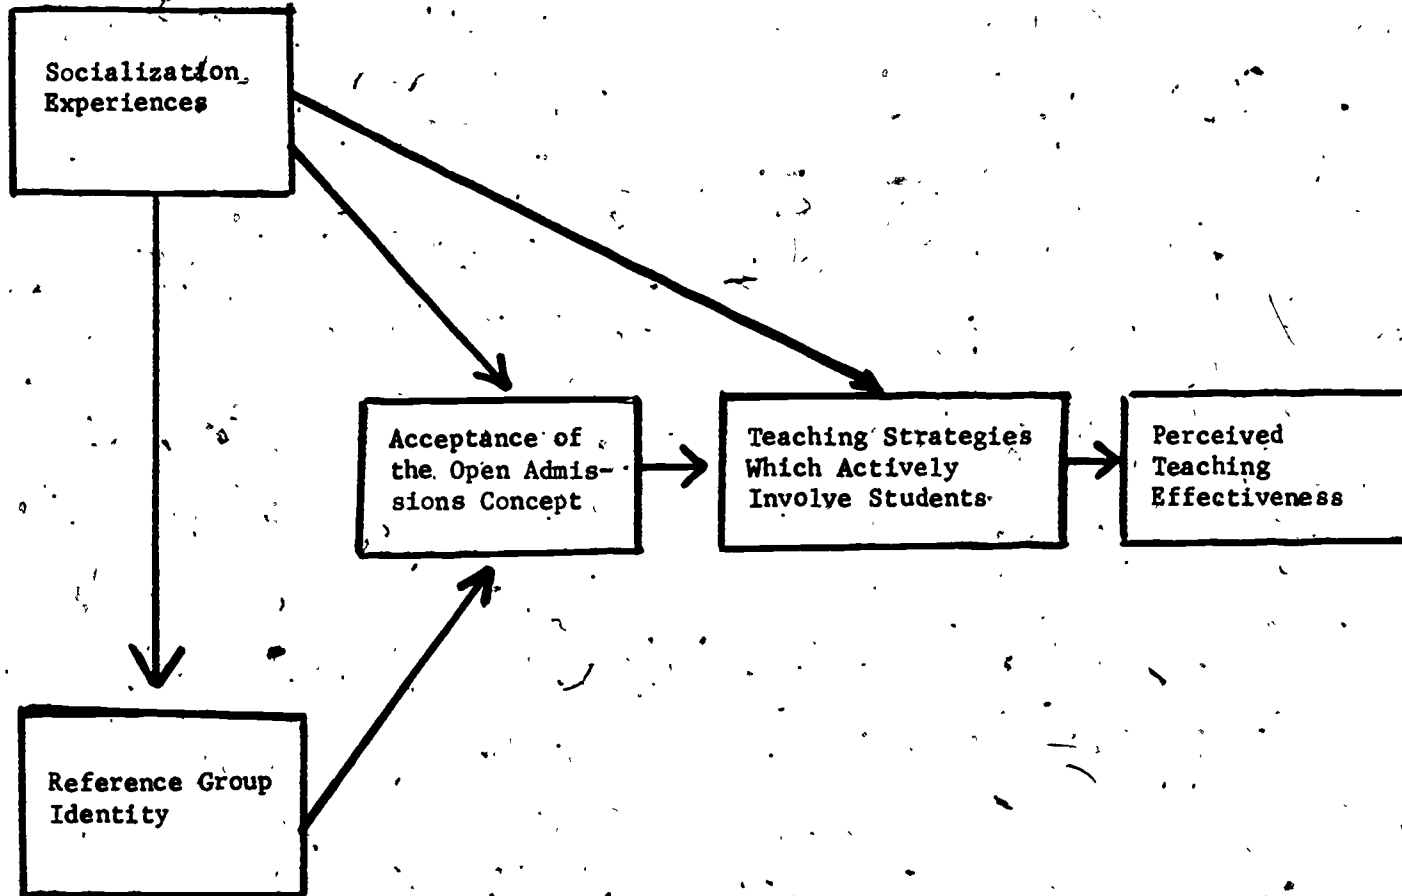 Socialization
Experiences
Acceptance of
the Open Admis-
sions Concept
Teaching Strategies
Which Actively
Involve Students
Perceived
Teaching
Effectiveness
Reference Group
Identity